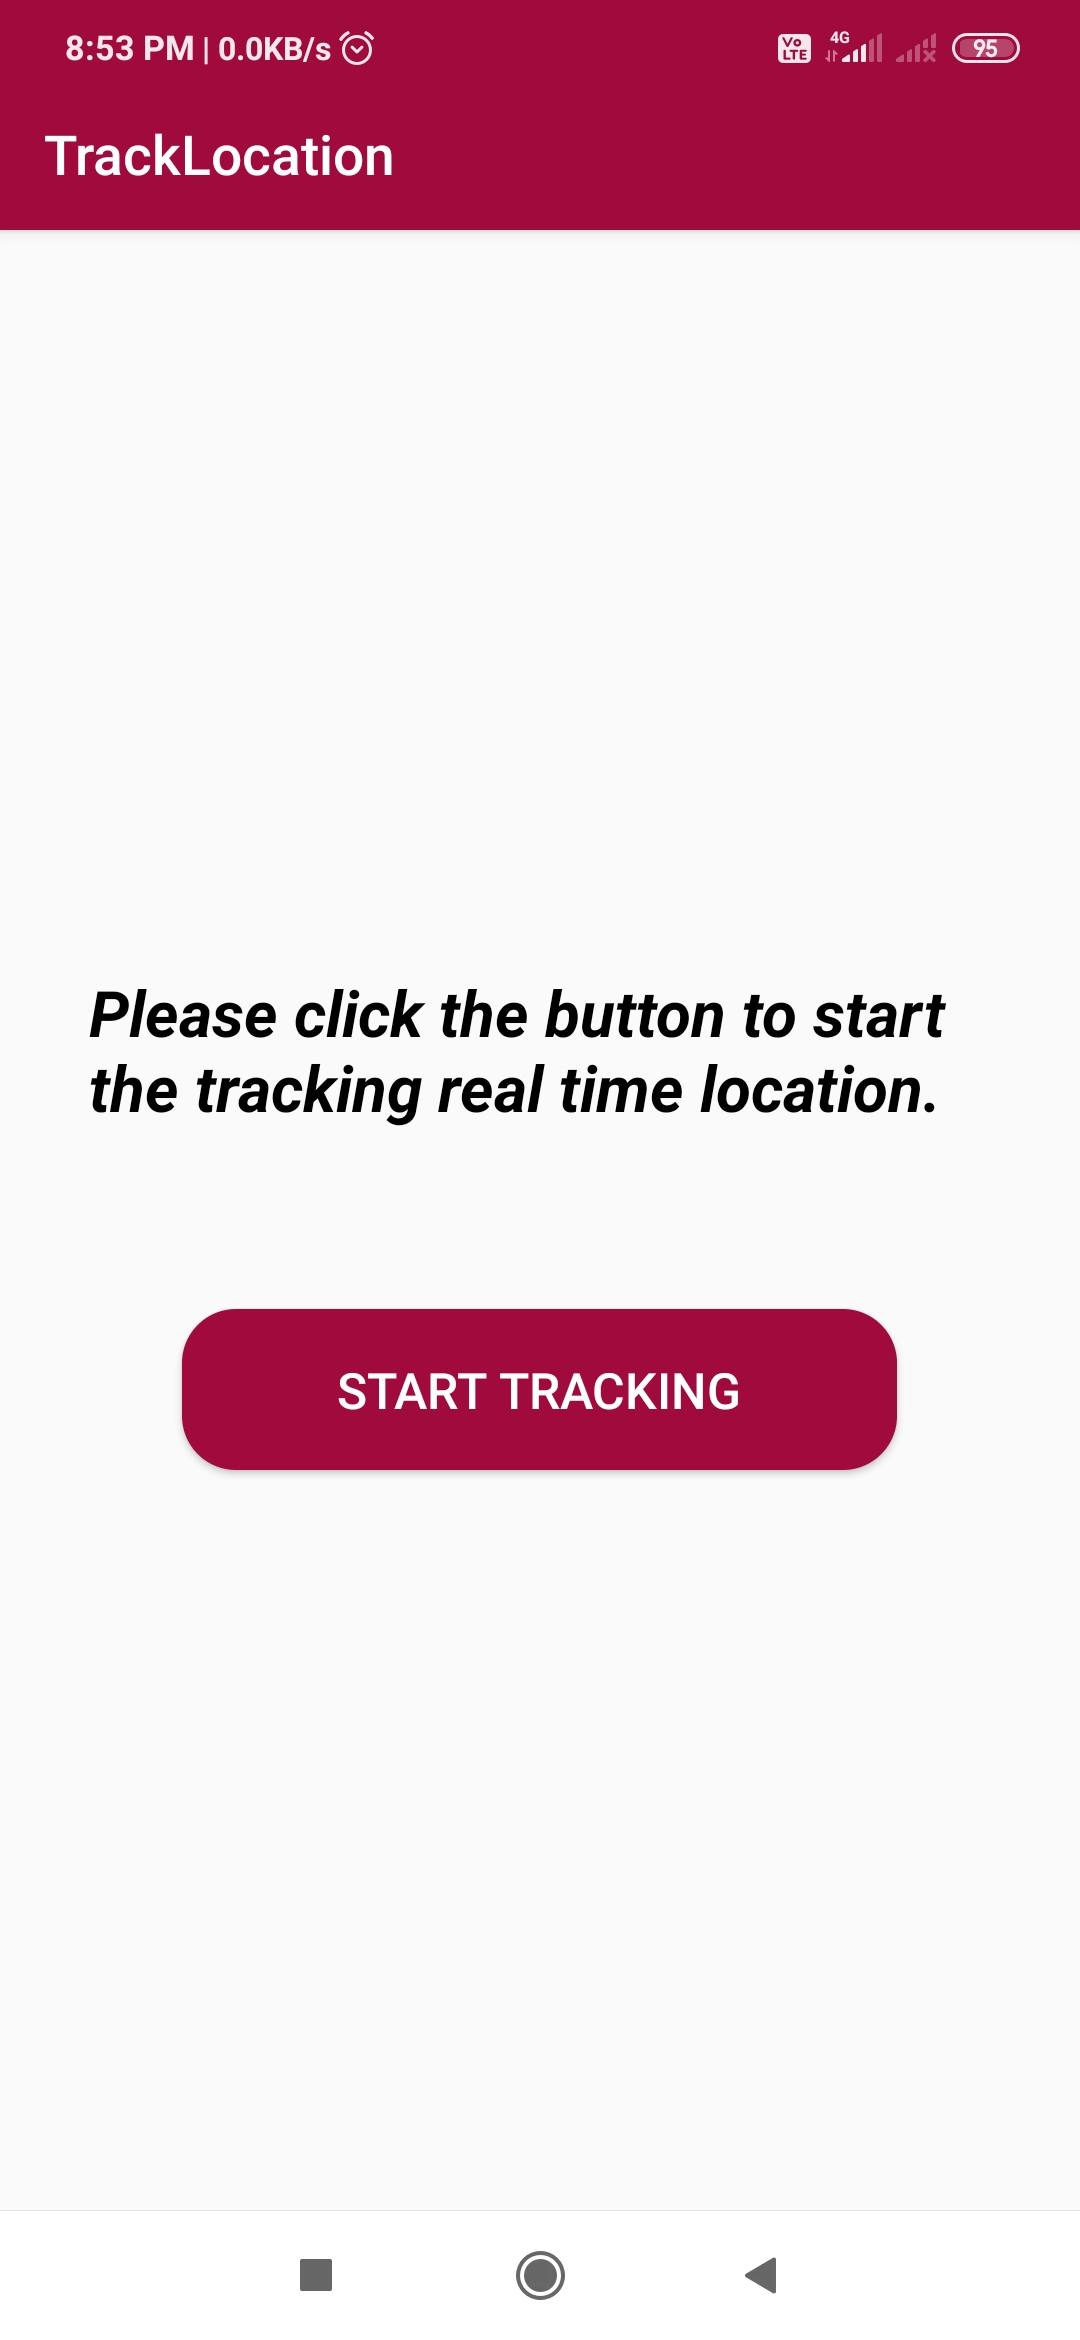 8:53 PM | 0.0KB/s Vo LTE 4G 95
TrackLocation
Please click the button to start
the tracking real time location.
START TRACKING